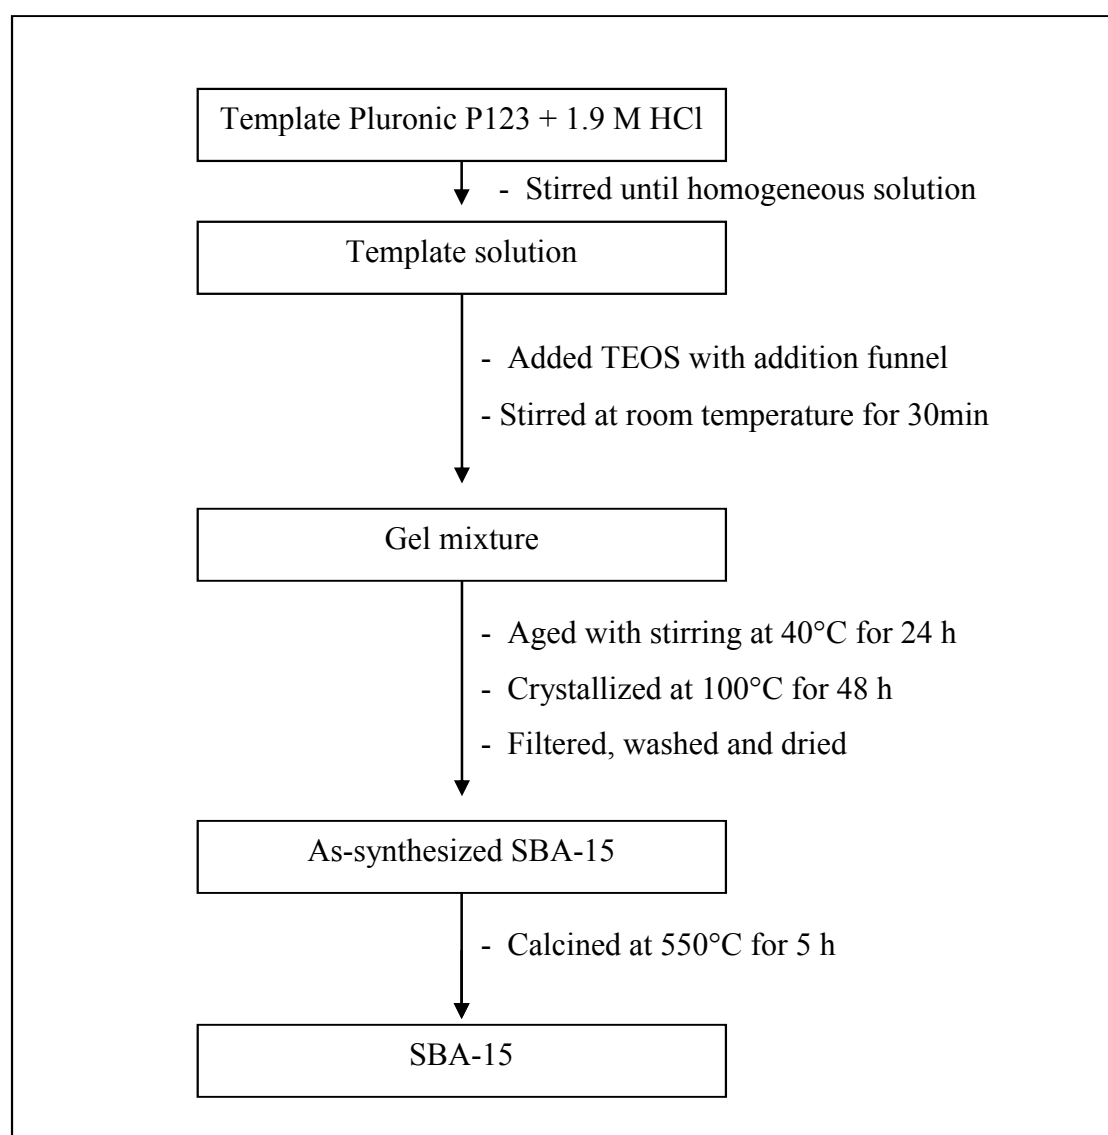 Template Pluronic P123 + 1.9 M HCl
- Stirred until homogeneous solution
Template solution
- Added TEOS with addition funnel
- Stirred at room temperature for 30min
Gel mixture
- Aged with stirring at 40°C for 24 h
- Crystallized at 100°C for 48 h
- Filtered, washed and dried
As-synthesized SBA-15
- Calcined at 550°C for 5 h
SBA-15